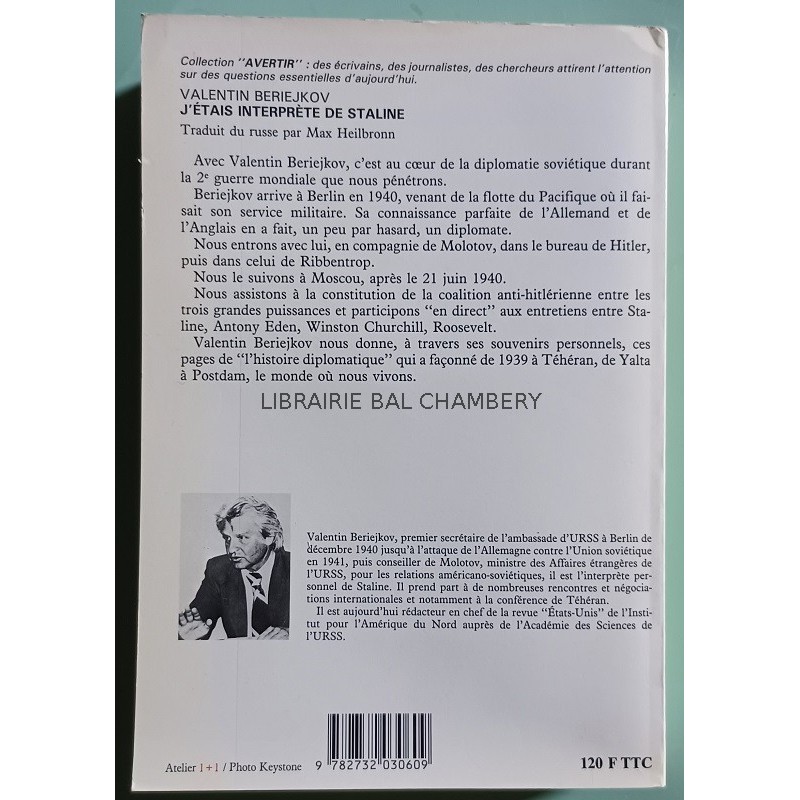 Collection "AVERTIR" : des écrivains, des journalistes, des chercheurs attirent l'attention
sur des questions essentielles d'aujourd'hui.
VALENTIN BERIEJKOV
J'ÉTAIS INTERPRÈTE DE STALINE
Traduit du russe par Max Heilbronn
Avec Valentin Beriejkov, c'est au cœur de la diplomatie soviétique durant
la 2e guerre mondiale que nous pénétrons.
Beriejkov arrive à Berlin en 1940, venant de la flotte du Pacifique où il fai-
sait son service militaire. Sa connaissance parfaite de l'Allemand et de
l'Anglais en a fait, un peu par hasard, un diplomate.
Nous entrons avec lui, en compagnie de Molotov, dans le bureau de Hitler,
puis dans celui de Ribbentrop.
Nous le suivons à Moscou, après le 21 juin 1940.
Nous assistons à la constitution de la coalition anti-hitlérienne entre les
trois grandes puissances et participons "en direct" aux entretiens entre Sta-
line, Antony Eden, Winston Churchill, Roosevelt.
Valentin Beriejkov nous donne, à travers ses souvenirs personnels, ces
pages de "l'histoire diplomatique" qui a façonné de 1939 à Téhéran, de Yalta
à Postdam, le monde où nous vivons.
LIBRAIRIE BAL CHAMBERY
Valentin Beriejkov, premier secrétaire de l'ambassade d'URSS à Berlin de
décembre 1940 jusqu'à l'attaque de l'Allemagne contre l'Union soviétique
en 1941, puis conseiller de Molotov, ministre des Affaires étrangères de
l'URSS, pour les relations américano-soviétiques, il est l'interprète per-
sonnel de Staline. Il prend part à de nombreuses rencontres et négocia-
tions internationales et notamment à la conférence de Téhéran.
Il est aujourd'hui rédacteur en chef de la revue "États-Unis" de l'Insti-
tut pour l'Amérique du Nord auprès de l'Académie des Sciences de
l'URSS.
Atelier 1+1 / Photo Keystone
9 782732 030609
120 F TTC